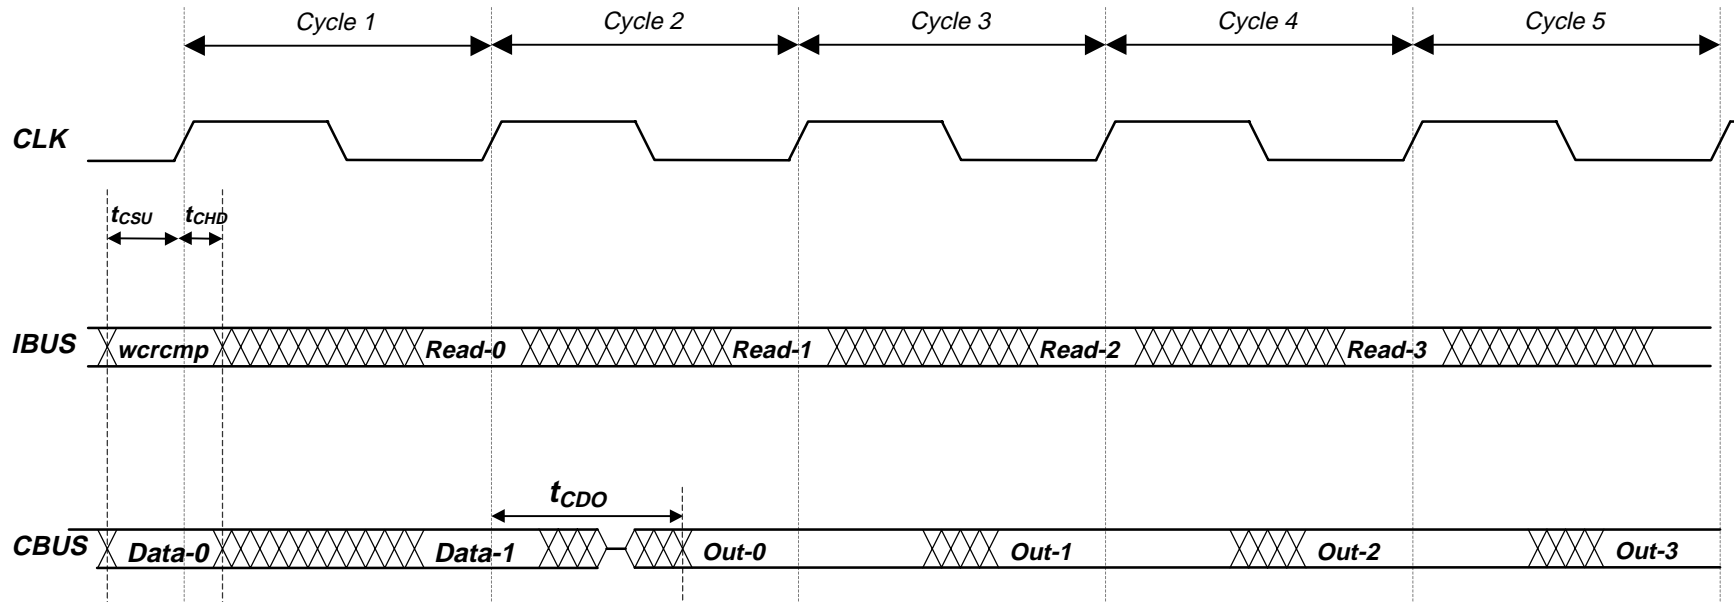 Cycle 1 Cycle 2 Cycle 3 Cycle 4 Cycle 5
CLK
tCSU tCHD
IBUS wcrcmp Read-0 Read-1 Read-2 Read-3
tCDO
CBUS Data-0 Data-1 Out-0 Out-1 Out-2 Out-3